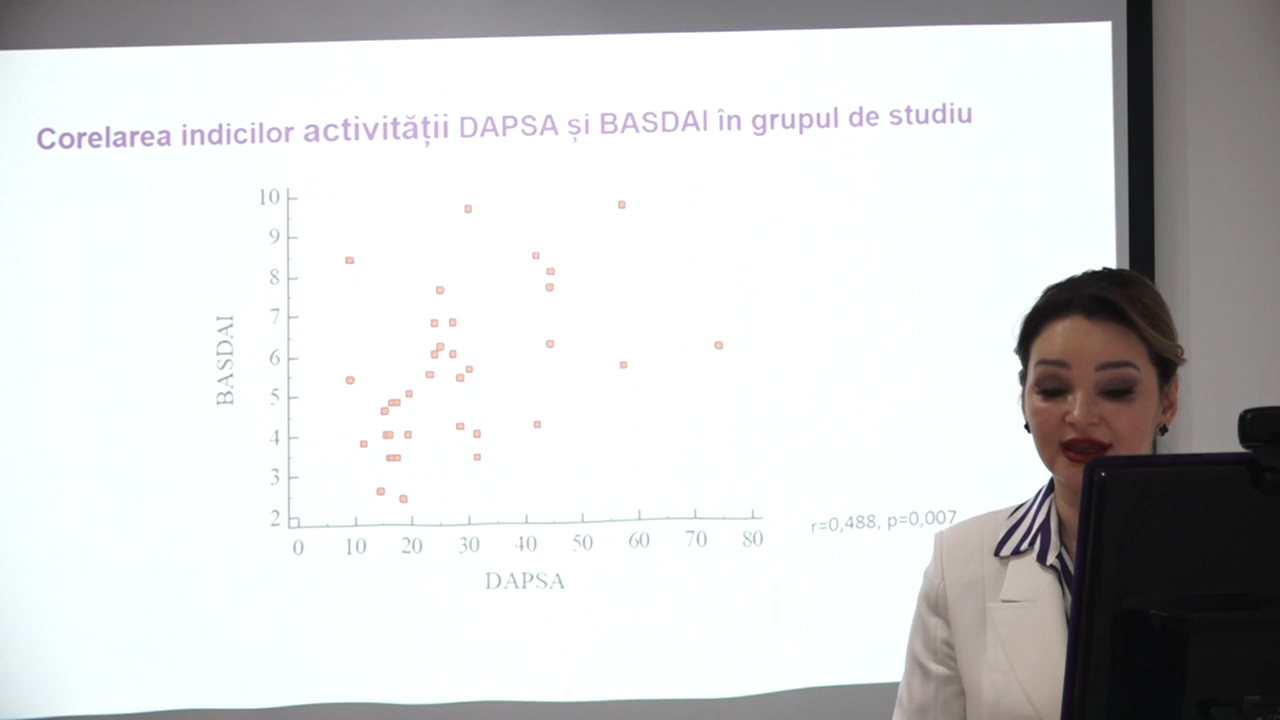 Corelarea indicilor activității DAPSA și BASDAI în grupul de studiu
10
9
8
7
6
5
4
3
2
BASDAI
0 10 20 30 40 50 60 70 80
DAPSA
r=0,488, p=0,007